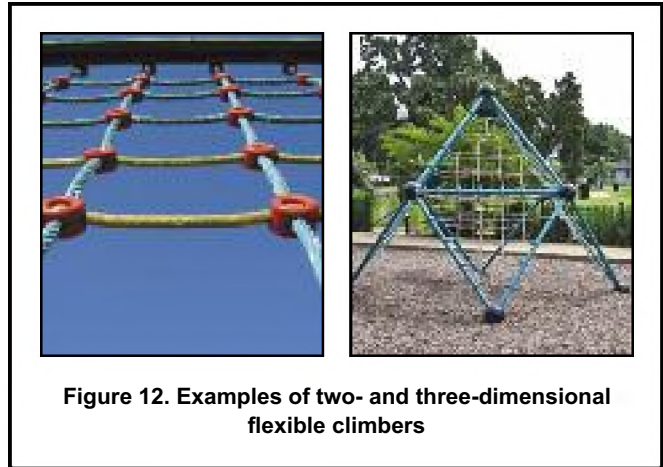 Figure 12. Examples of two- and three-dimensional
flexible climbers